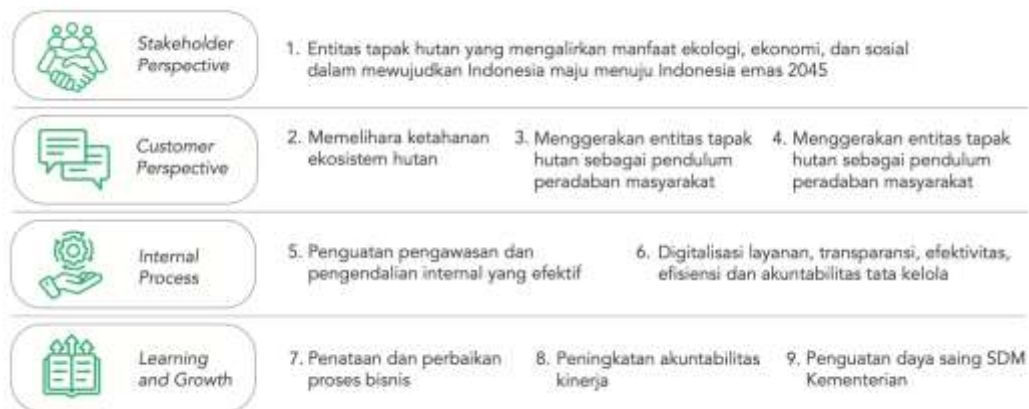 Stakeholder
Perspective
1. Entitas tapak hutan yang mengalirkan manfaat ekologi, ekonomi, dan sosial
dalam mewujudkan Indonesia maju menuju Indonesia emas 2045
Customer
Perspective
2. Memelihara ketahanan
ekosistem hutan
3. Menggerakan entitas tapak
hutan sebagai pendulum
peradaban masyarakat
4. Menggerakan entitas tapak
hutan sebagai pendulum
peradaban masyarakat
Internal
Process
5. Penguatan pengawasan dan
pengendalian internal yang efektif
6. Digitalisasi layanan, transparansi, efektivitas,
efisiensi dan akuntabilitas tata kelola
Learning
and Growth
7. Penataan dan perbaikan
proses bisnis
8. Peningkatan akuntabilitas
kinerja
9. Penguatan daya saing SDM
Kementerian